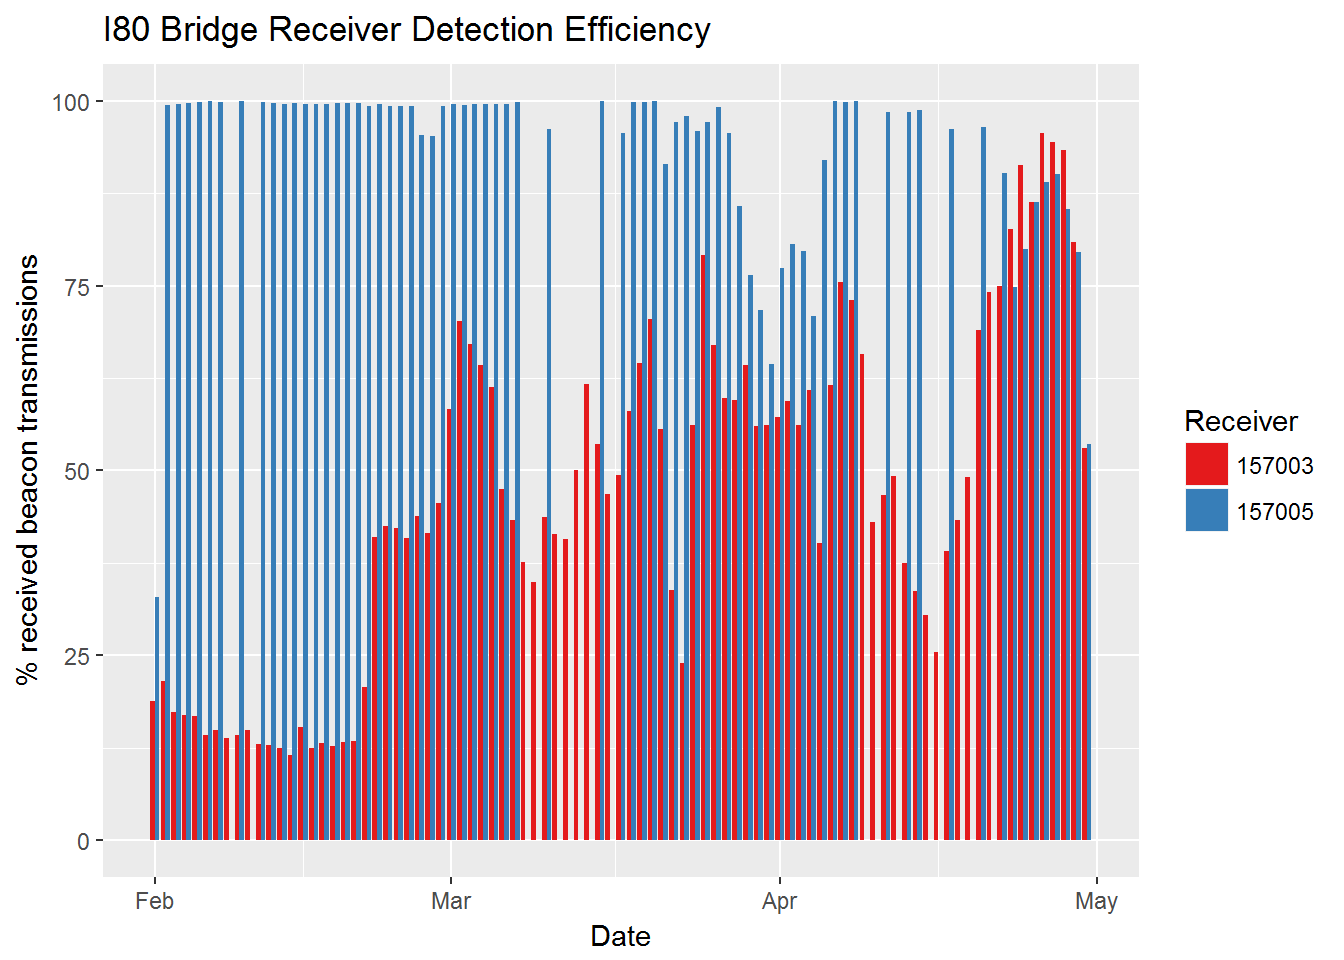 I80 Bridge Receiver Detection Efficiency
% received beacon transmissions
100
75
50
25
0
Feb
Mar
Apr
May
Date
Receiver
157003
157005